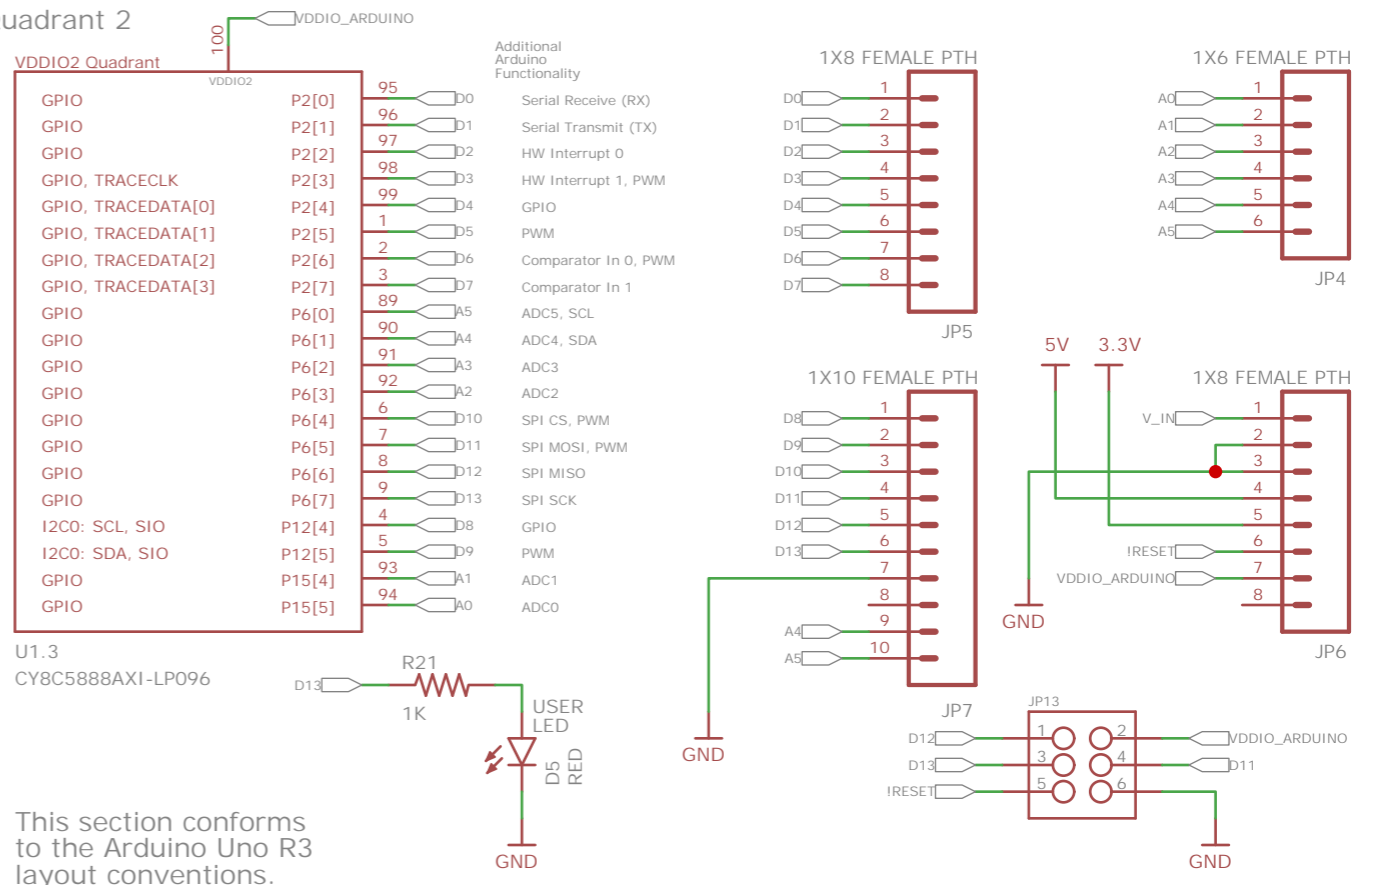 uadrant 2
VDDIO_ARDUINO
100
VDDIO2 Quadrant
VDDIO2
Additional
Arduino
Functionality
GPIO P2[0] 95 D0 Serial Receive (RX)
GPIO P2[1] 96 D1 Serial Transmit (TX)
GPIO P2[2] 97 D2 HW Interrupt 0
GPIO, TRACECLK P2[3] 98 D3 HW Interrupt 1, PWM
GPIO, TRACEDATA[0] P2[4] 99 D4 GPIO
GPIO, TRACEDATA[1] P2[5] 1 D5 PWM
GPIO, TRACEDATA[2] P2[6] 2 D6 Comparator In 0, PWM
GPIO, TRACEDATA[3] P2[7] 3 D7 Comparator In 1
GPIO P6[0] 89 A5 ADC5, SCL
GPIO P6[1] 90 A4 ADC4, SDA
GPIO P6[2] 91 A3 ADC3
GPIO P6[3] 92 A2 ADC2
GPIO P6[4] 6 D10 SPI CS, PWM
GPIO P6[5] 7 D11 SPI MOSI, PWM
GPIO P6[6] 8 D12 SPI MISO
GPIO P6[7] 9 D13 SPI SCK
I2C0: SCL, SIO P12[4] 4 D8 GPIO
I2C0: SDA, SIO P12[5] 5 D9 PWM
GPIO P15[4] 93 A1 ADC1
GPIO P15[5] 94 A0 ADC0
U1.3
CY8C5888AXI-LP096
1X8 FEMALE PTH
D0 1
D1 2
D2 3
D3 4
D4 5
D5 6
D6 7
D7 8
JP5
1X6 FEMALE PTH
A0 1
A1 2
A2 3
A3 4
A4 5
A5 6
JP4
1X10 FEMALE PTH
D8 1
D9 2
D10 3
D11 4
D12 5
D13 6
7
8
A4 9
A5 10
JP7
GND
5V 3.3V
1X8 FEMALE PTH
V_IN 1
2
3
4
5
!RESET 6
VDDIO_ARDUINO 7
8
GND
JP6
D13
R21
1K
USER
LED
D5
RED
GND
JP13
D12 1 2 VDDIO_ARDUINO
D13 3 4 D11
!RESET 5 6
GND
This section conforms
to the Arduino Uno R3
layout conventions.